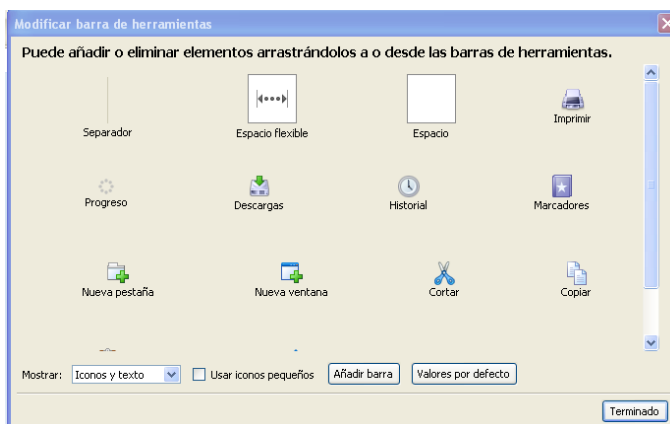 Modificar barra de herramientas
Puede añadir o eliminar elementos arrastrándolos a o desde las barras de herramientas.
Separador
Espacio flexible
Espacio
Imprimir
Progreso
Descargas
Historial
Marcadores
Nueva pestaña
Nueva ventana
Cortar
Copiar
Mostrar: Iconos y texto Usar iconos pequeños Añadir barra Valores por defecto
Terminado